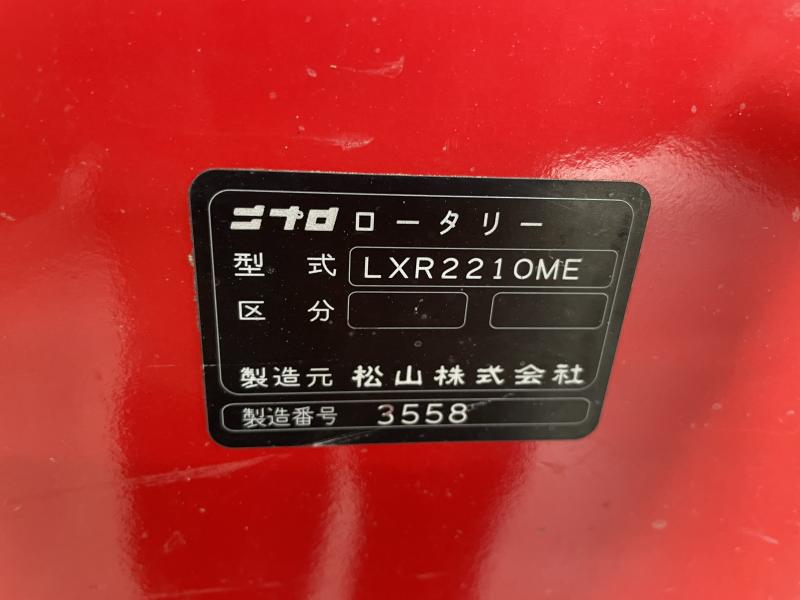 ニプロ ロータリー
型式 LXR2210ME
区分
製造元 松山株式会社
製造番号 3558